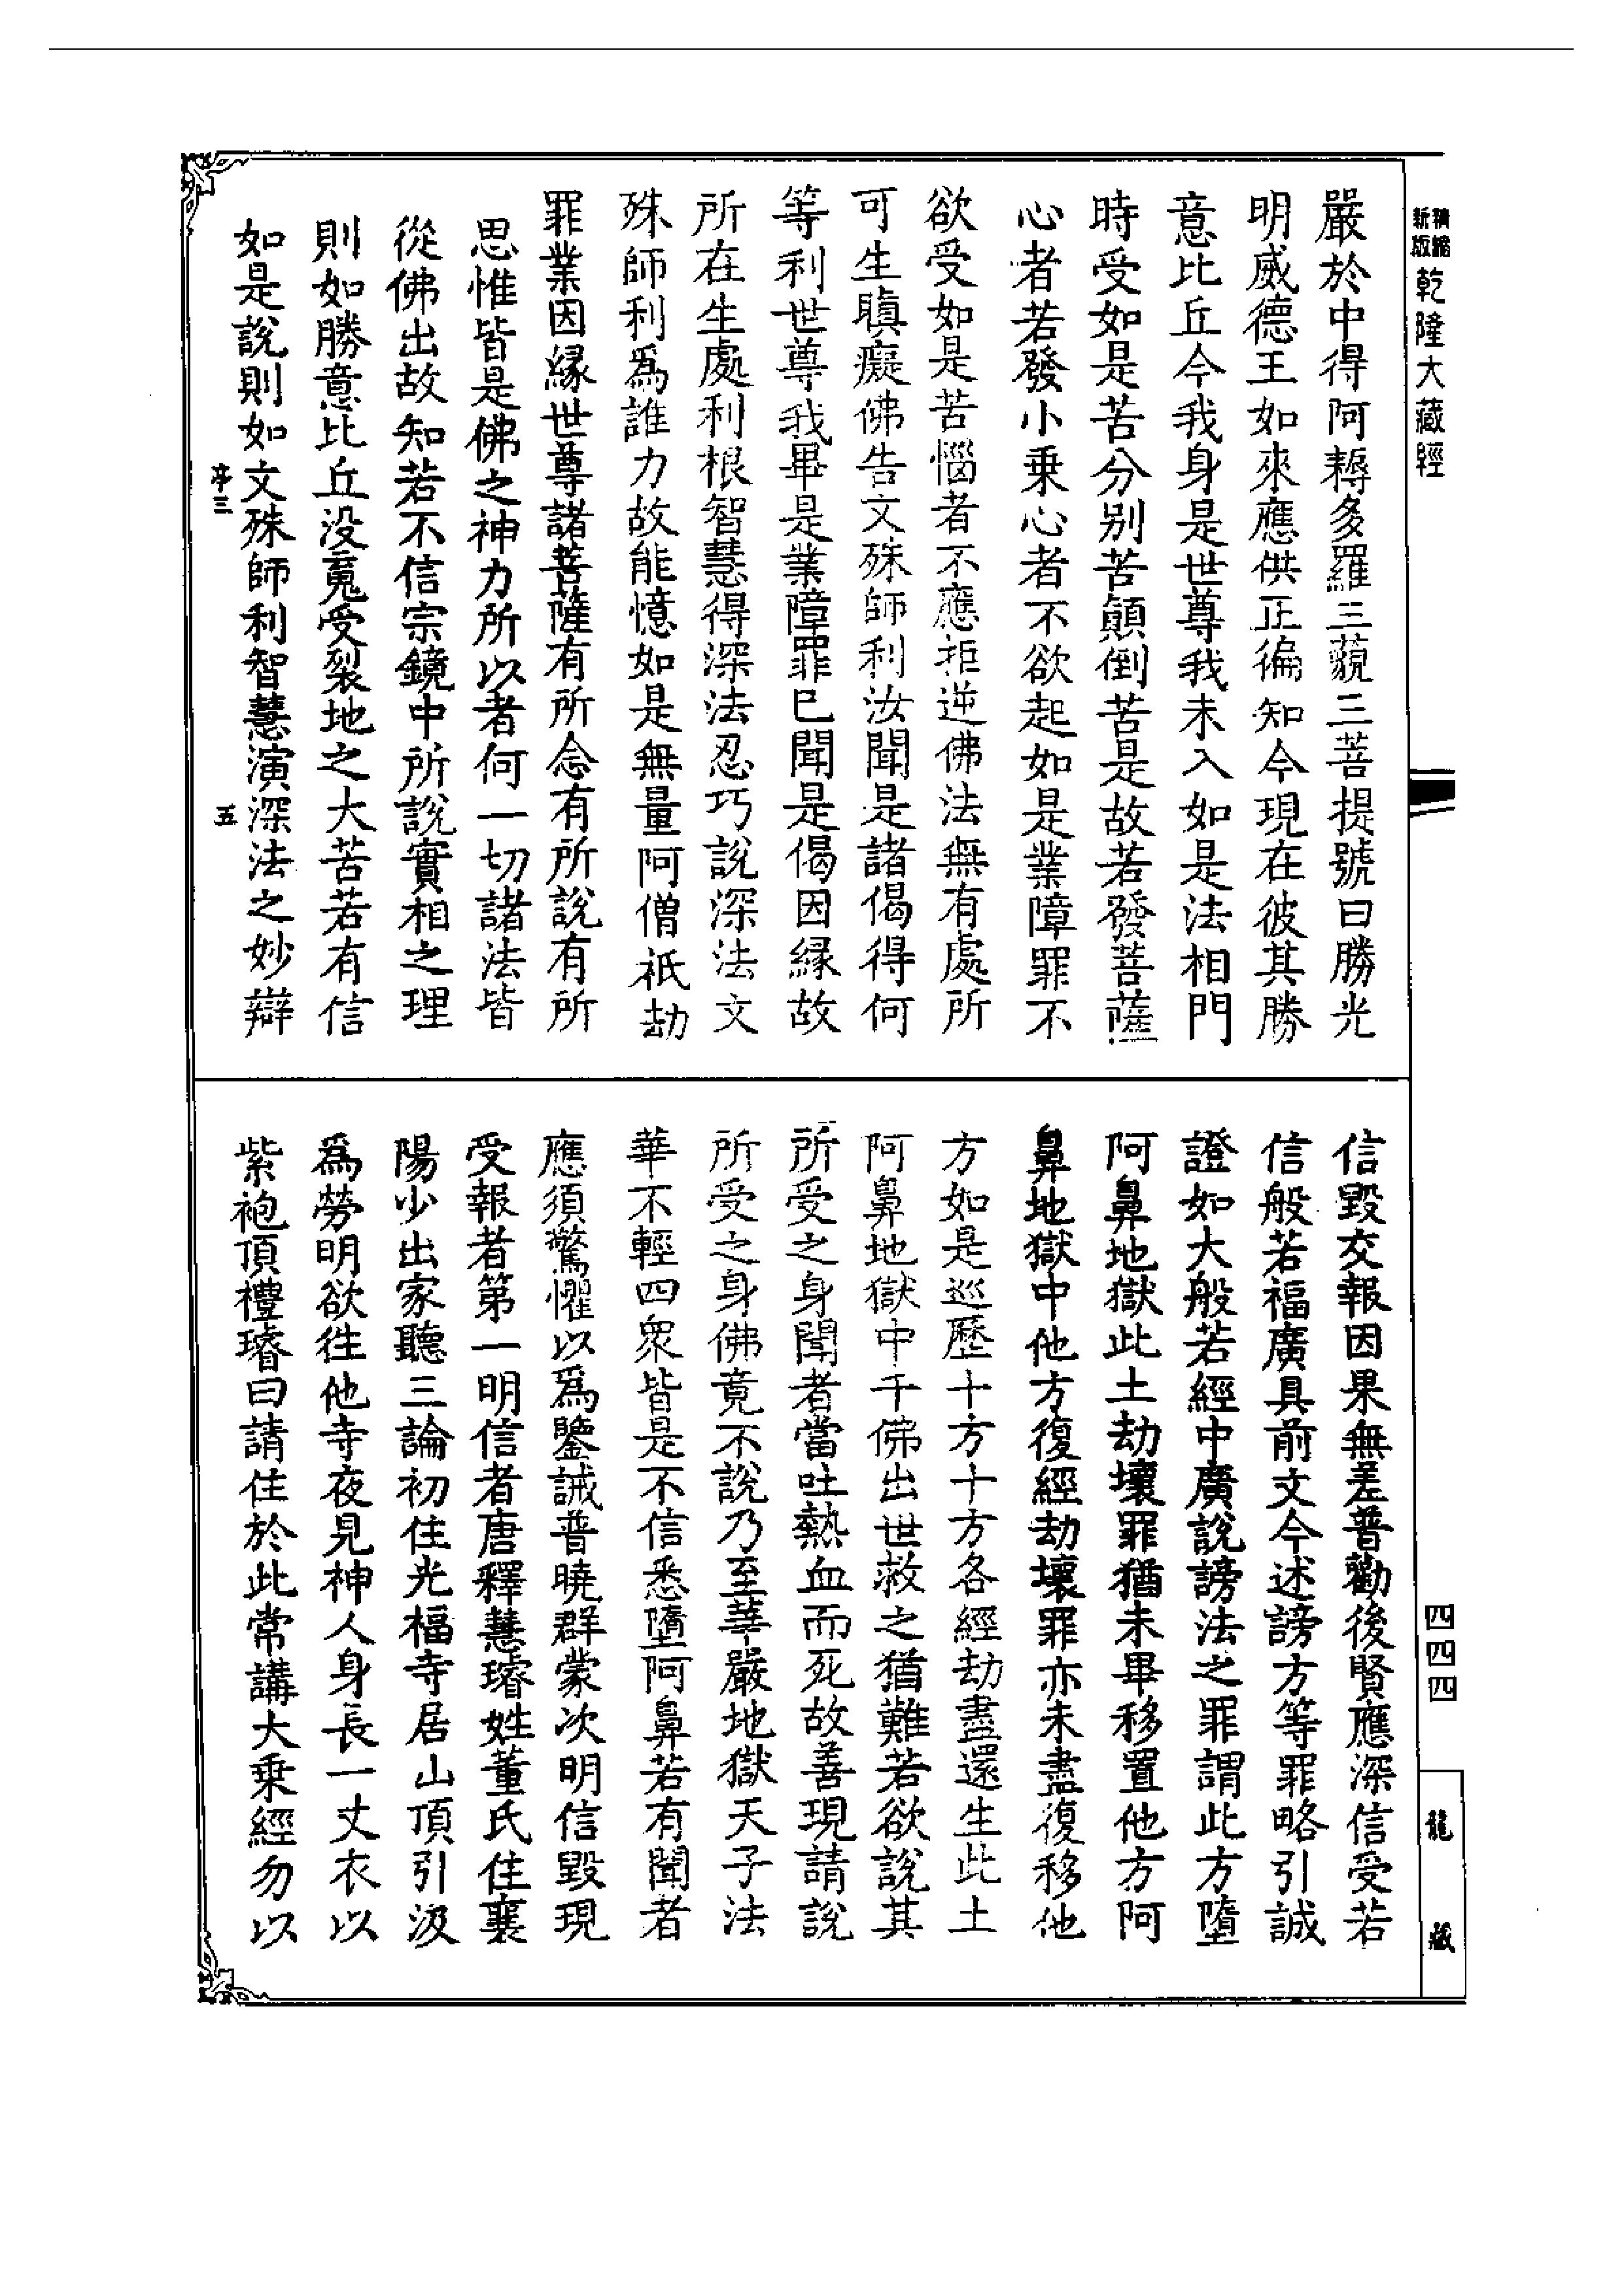 精縮新版乾隆大藏經
嚴於中得阿耨多羅三藐三菩提號曰勝光
明威德王如來應供正徧知今現在彼其勝
意比丘今我身是世尊我未入如是法相門
時受如是苦分別苦顛倒苦是故若發菩薩
心者若發小乗心者不欲起如是業障罪不
欲受如是苦惱者不應拒逆佛法無有處所
可生瞋癡佛告文殊師利汝聞是諸偈得何
等利世尊我畢是業障罪已聞是偈因緣故
所在生處利根智慧得深法忍巧說深法文
殊師利爲誰力故能憶如是無量阿僧祇劫
罪業因緣世尊諸菩薩有所念有所說有所
思惟皆是佛之神力所以者何一切諸法皆
從佛出故知若不信宗鏡中所說實相之理
則如勝意比丘没䰟受裂地之大苦若有信
如是說則如文殊師利智慧演深法之妙辯
亭三
五
信毀交報因果無差普勸後賢應深信受若
信般若福廣具前文今述謗方等罪略引誠
證如大般若經中廣說謗法之罪謂此方墮
阿鼻地獄此土劫壞罪猶未畢移置他方阿
鼻地獄中他方復經劫壞罪亦未盡復移他
方如是巡歷十方十方各經劫盡還生此土
阿鼻地獄中千佛出世救之猶難若欲說其
所受之身聞者當吐熱血而死故善現請說
所受之身佛竟不說乃至華嚴地獄天子法
華不輕四眾皆是不信悉墮阿鼻若有聞者
應須驚懼以爲鑒誡普曉群蒙次明信毀現
受報者第一明信者唐釋慧璿姓董氏住襄
陽少出家聽三論初住光福寺居山頂引汲
爲勞明欲往他寺夜見神人身長一丈衣以
紫袍頂禮璿曰請住於此常講大乗經勿以
四四四
龍藏